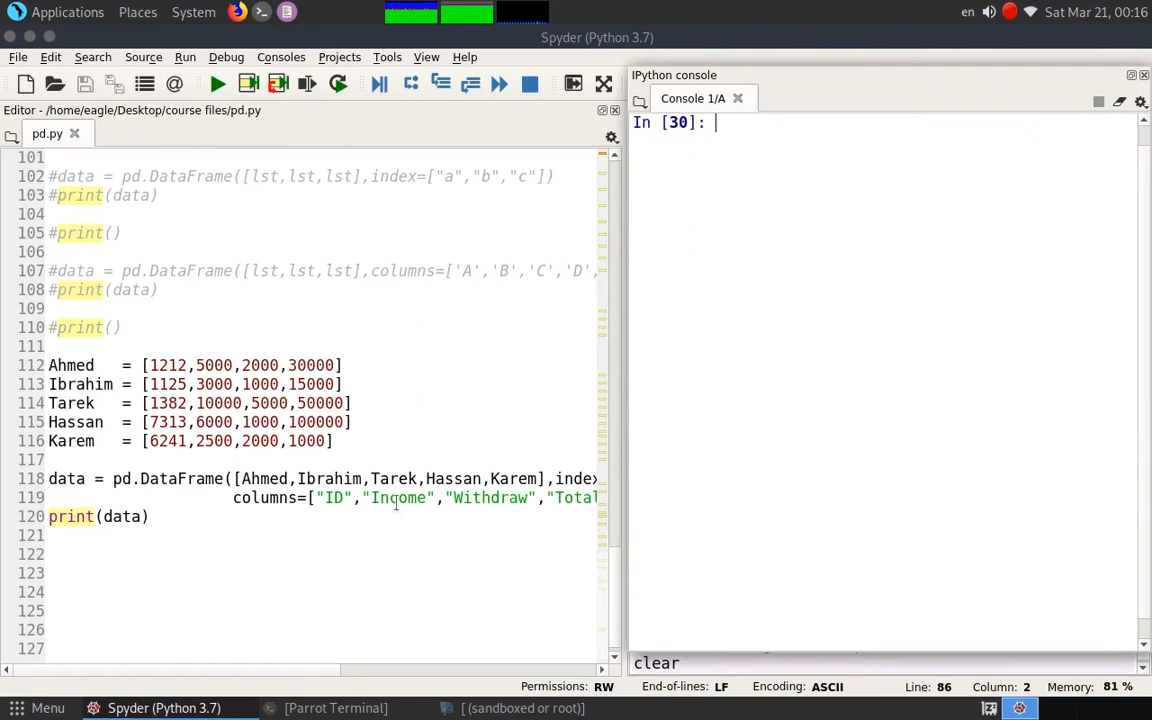 Applications Places System en Sat Mar 21, 00:16
Spyder (Python 3.7)
File Edit Search Source Run Debug Consoles Projects Tools View Help
IPython console
Console 1/A
Editor - /home/eagle/Desktop/course files/pd.py
pd.py
In [30]:
101
102 #data = pd.DataFrame([lst,lst,lst],index=["a","b","c"])
103 #print(data)
104
105 #print()
106
107 #data = pd.DataFrame([lst,lst,lst],columns=['A','B','C','D',
108 #print(data)
109
110 #print()
111
112 Ahmed   = [1212,5000,2000,30000]
113 Ibrahim = [1125,3000,1000,15000]
114 Tarek   = [1382,10000,5000,50000]
115 Hassan  = [7313,6000,1000,100000]
116 Karem   = [6241,2500,2000,1000]
117
118 data = pd.DataFrame([Ahmed,Ibrahim,Tarek,Hassan,Karem],index
119                     columns=["ID","Income","Withdraw","Total
120 print(data)
121
122
123
124
125
126
127
clear
Permissions: RW End-of-lines: LF Encoding: ASCII Line: 86 Column: 2 Memory: 81 %
Menu Spyder (Python 3.7) [Parrot Terminal] [ (sandboxed or root)]